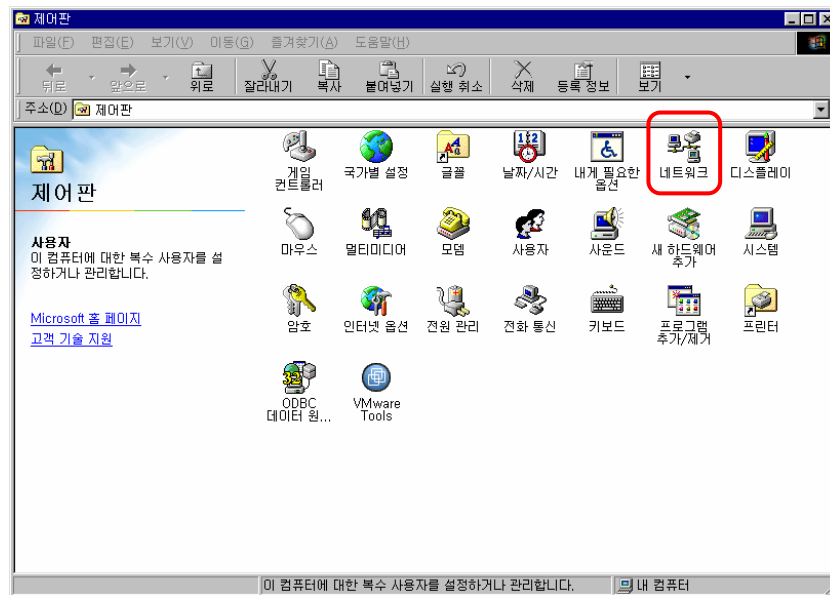 제어판
파일(F) 편집(E) 보기(V) 이동(G) 즐겨찾기(A) 도움말(H)
뒤로 앞으로 위로 잘라내기 복사 붙여넣기 실행 취소 삭제 등록 정보 보기
주소(D) 제어판
제어판
사용자
이 컴퓨터에 대한 복수 사용자를 설
정하거나 관리합니다.
Microsoft 홈 페이지
고객 기술 지원
게임
컨트롤러
국가별 설정
글꼴
날짜/시간
내게 필요한
옵션
네트워크
디스플레이
마우스
멀티미디어
모뎀
사용자
사운드
새 하드웨어
추가
시스템
암호
인터넷 옵션
전원 관리
전화 통신
키보드
프로그램
추가/제거
프린터
ODBC
데이터 원...
VMware
Tools
이 컴퓨터에 대한 복수 사용자를 설정하거나 관리합니다. 내 컴퓨터